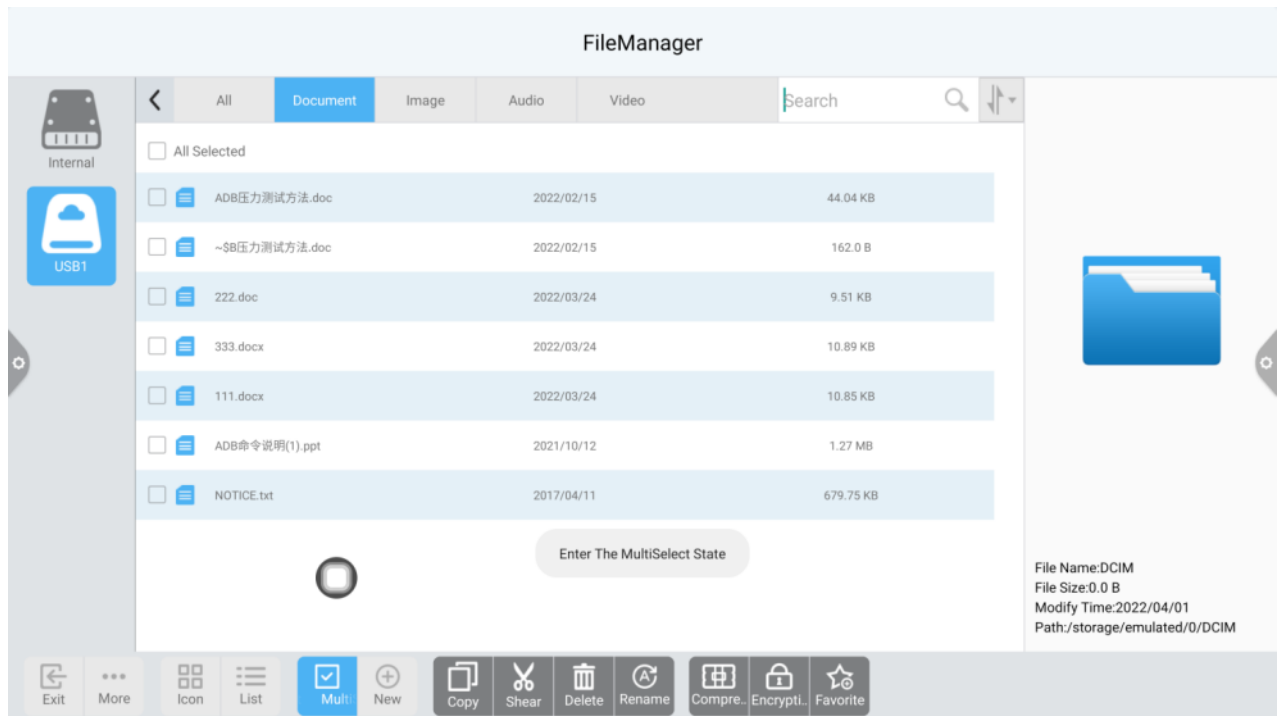 FileManager
All Document Image Audio Video Search
Internal
USB1
All Selected
ADB压力测试方法.doc 2022/02/15 44.04 KB
~$B压力测试方法.doc 2022/02/15 162.0 B
222.doc 2022/03/24 9.51 KB
333.docx 2022/03/24 10.89 KB
111.docx 2022/03/24 10.85 KB
ADB命令说明(1).ppt 2021/10/12 1.27 MB
NOTICE.txt 2017/04/11 679.75 KB
Enter The MultiSelect State
File Name:DCIM
File Size:0.0 B
Modify Time:2022/04/01
Path:/storage/emulated/0/DCIM
Exit More Icon List Multi New Copy Shear Delete Rename Compre.. Encrypti.. Favorite